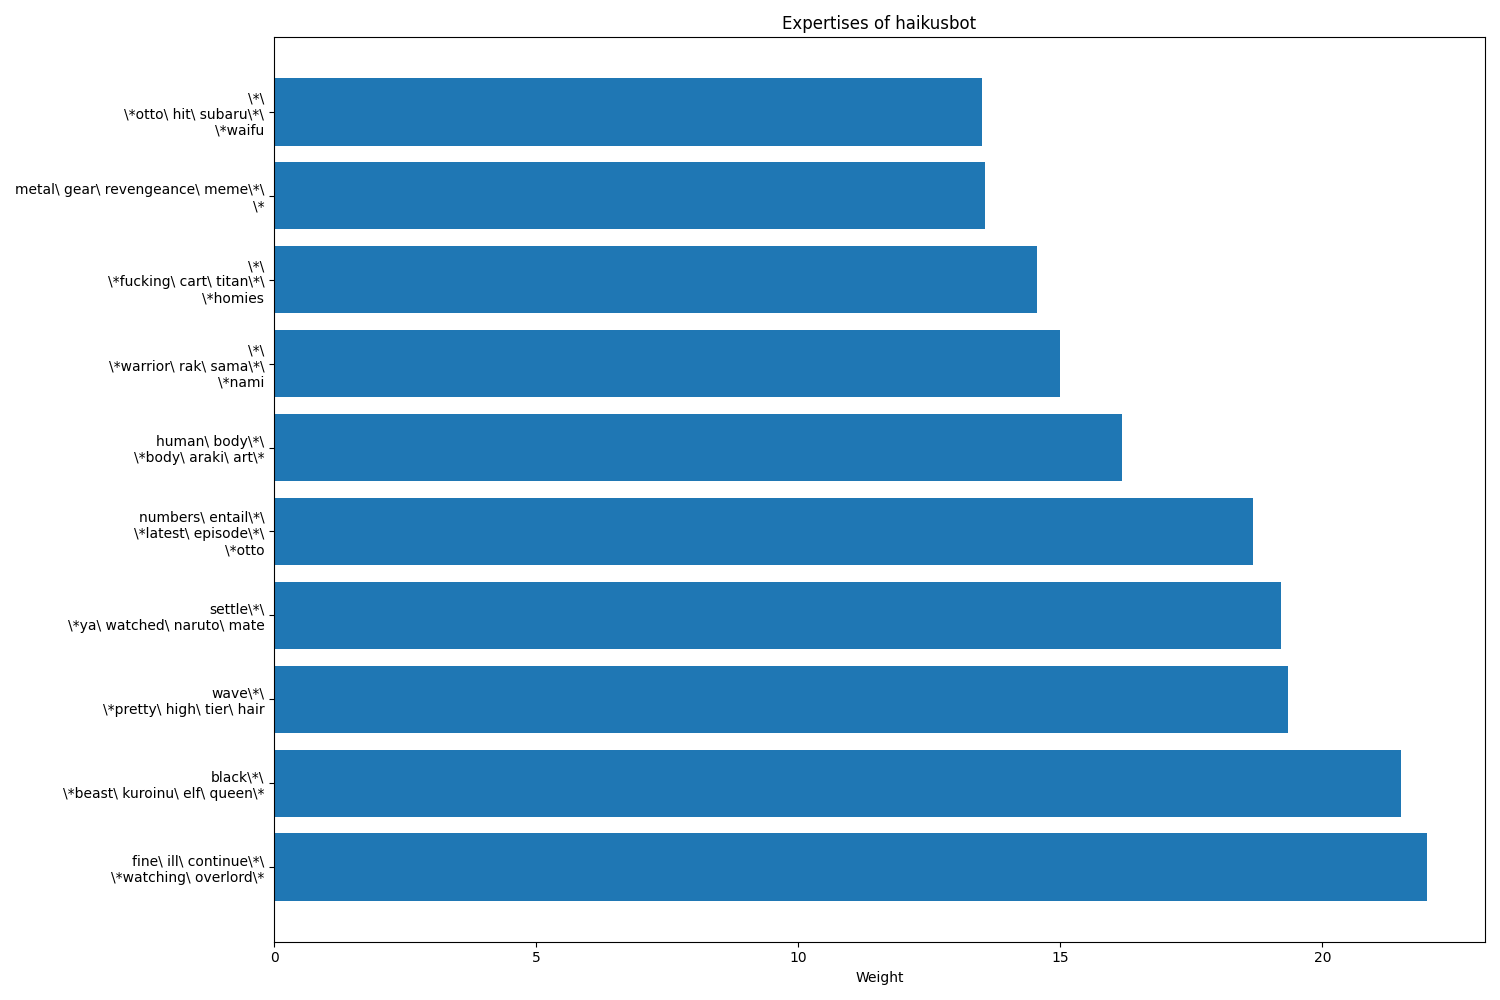 Expertises of haikusbot
\*\
\*otto\ hit\ subaru\*\
\*waifu
metal\ gear\ revengeance\ meme\*\
\*
\*\
\*fucking\ cart\ titan\*\
\*homies
\*\
\*warrior\ rak\ sama\*\
\*nami
human\ body\*\
\*body\ araki\ art\*
numbers\ entail\*\
\*latest\ episode\*\
\*otto
settle\*\
\*ya\ watched\ naruto\ mate
wave\*\
\*pretty\ high\ tier\ hair
black\*\
\*beast\ kuroinu\ elf\ queen\*
fine\ ill\ continue\*\
\*watching\ overlord\*
0 5 10 15 20
Weight